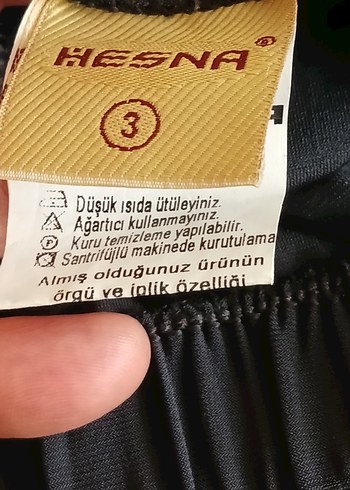 HESNA
3
Düşük ısıda ütüleyiniz.
Ağartıcı kullanmayınız.
P Kuru temizleme yapılabilir.
Santrifüjlü makinede kurutulama
Almış olduğunuz ürünün
örgü ve iplik özelliği